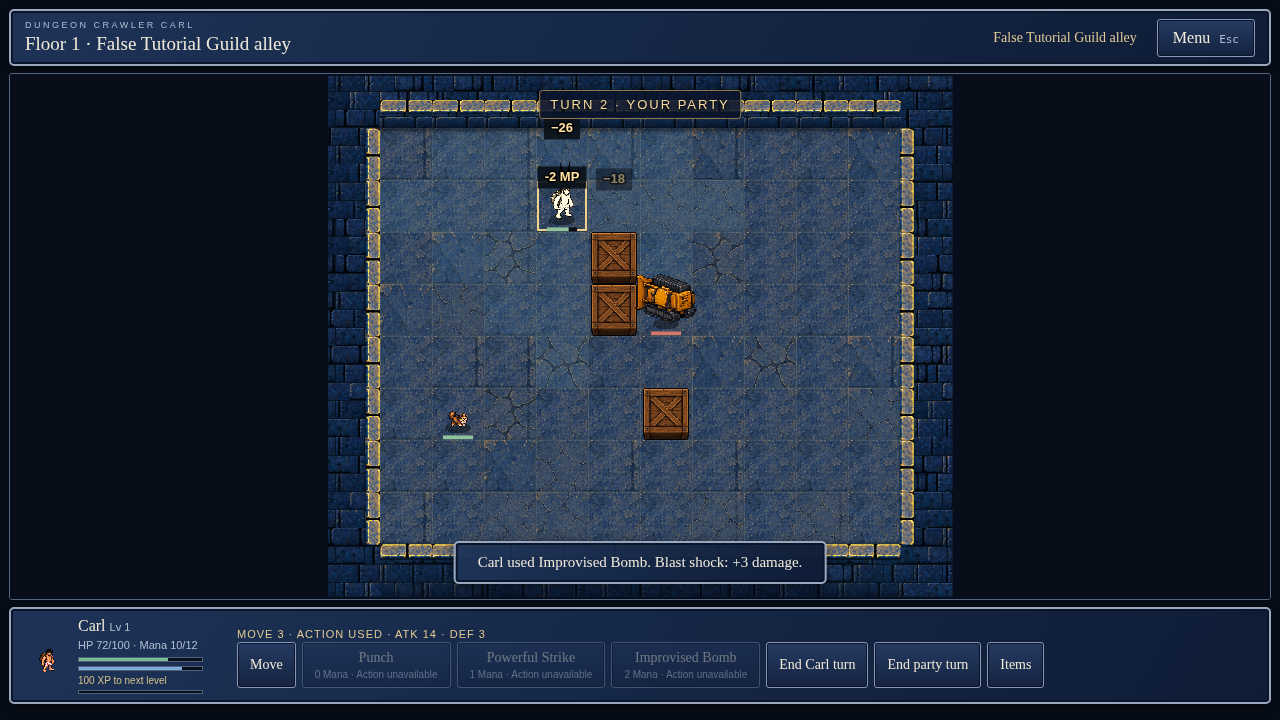 DUNGEON CRAWLER CARL
Floor 1 · False Tutorial Guild alley
False Tutorial Guild alley
Menu Esc
TURN 2 · YOUR PARTY
−26
-2 MP
−18
Carl used Improvised Bomb. Blast shock: +3 damage.
Carl Lv 1
HP 72/100 · Mana 10/12
100 XP to next level
MOVE 3 · ACTION USED · ATK 14 · DEF 3
Move
Punch
0 Mana · Action unavailable
Powerful Strike
1 Mana · Action unavailable
Improvised Bomb
2 Mana · Action unavailable
End Carl turn
End party turn
Items